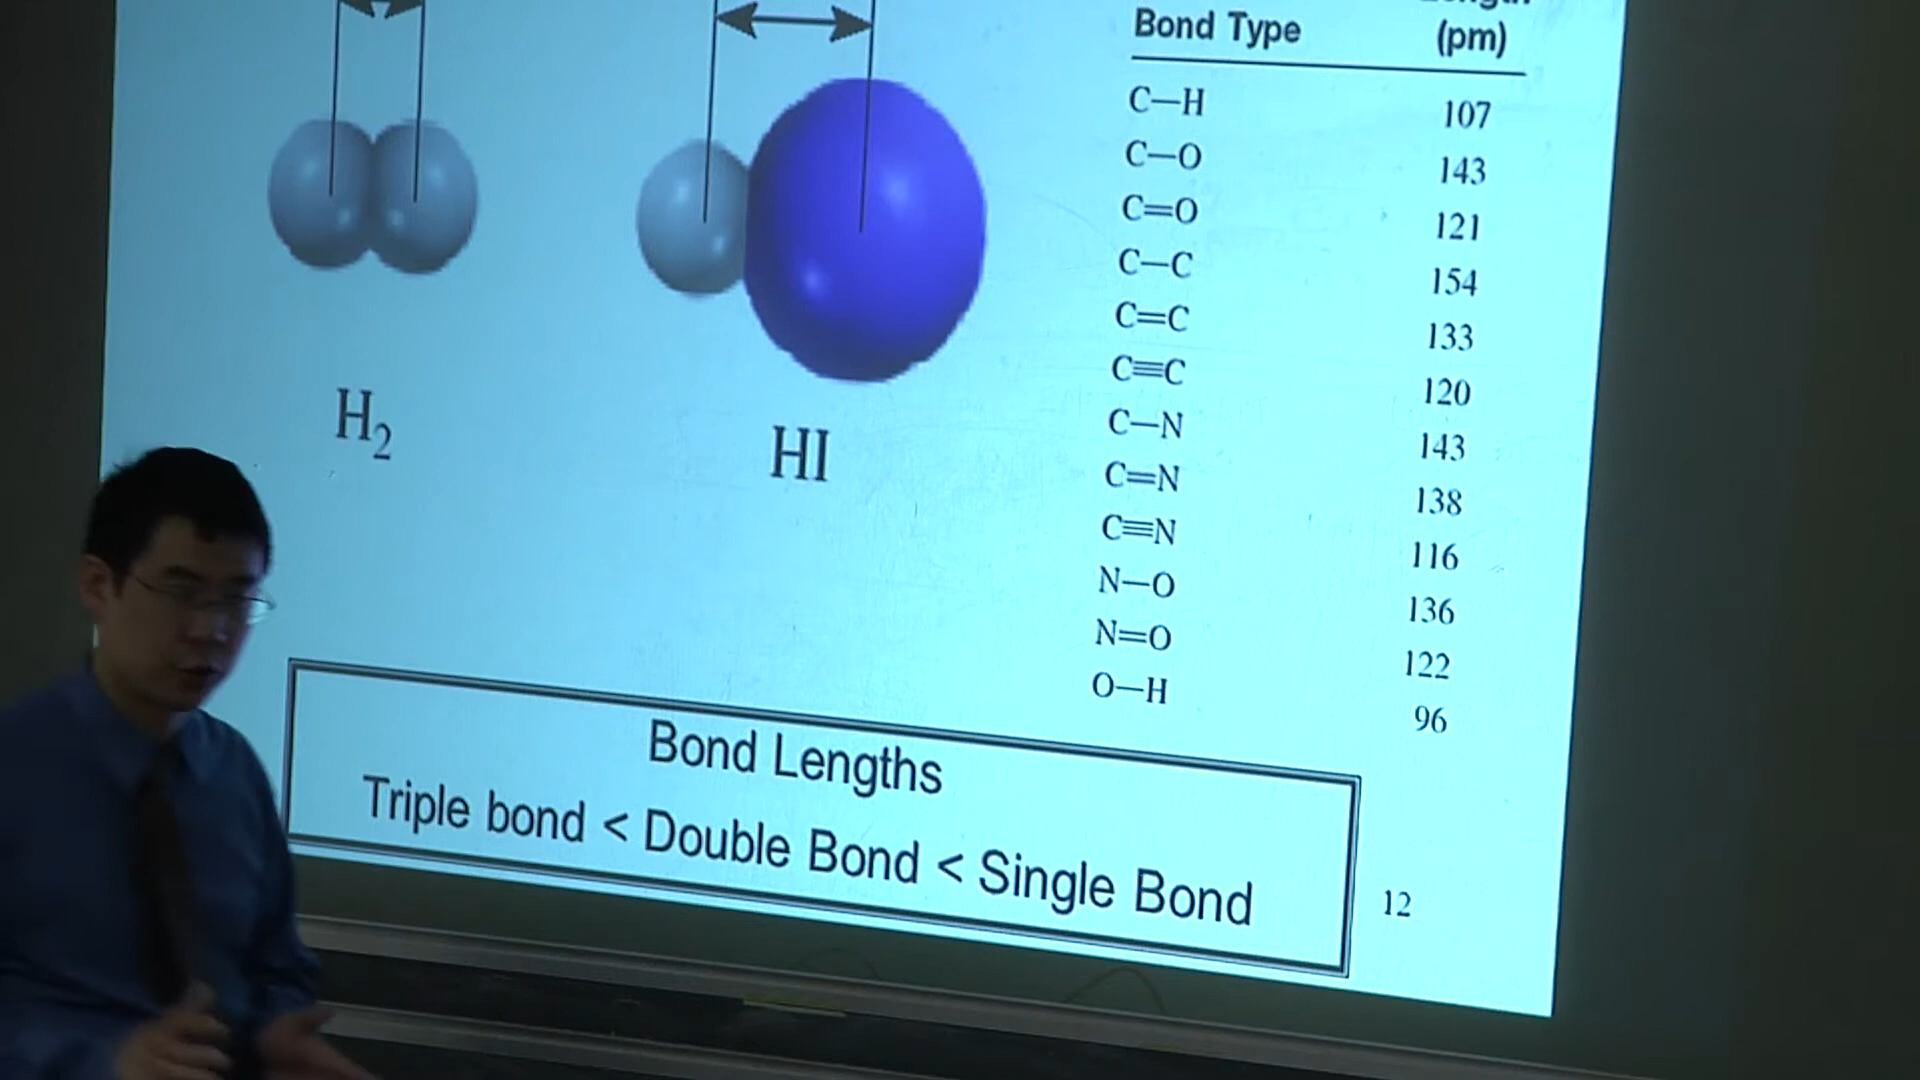 Bond Type (pm)
C—H 107
C—O 143
C=O 121
C—C 154
C=C 133
C≡C 120
C—N 143
C=N 138
C≡N 116
N—O 136
N=O 122
O—H 96
H₂
HI
Bond Lengths
Triple bond < Double Bond < Single Bond
12